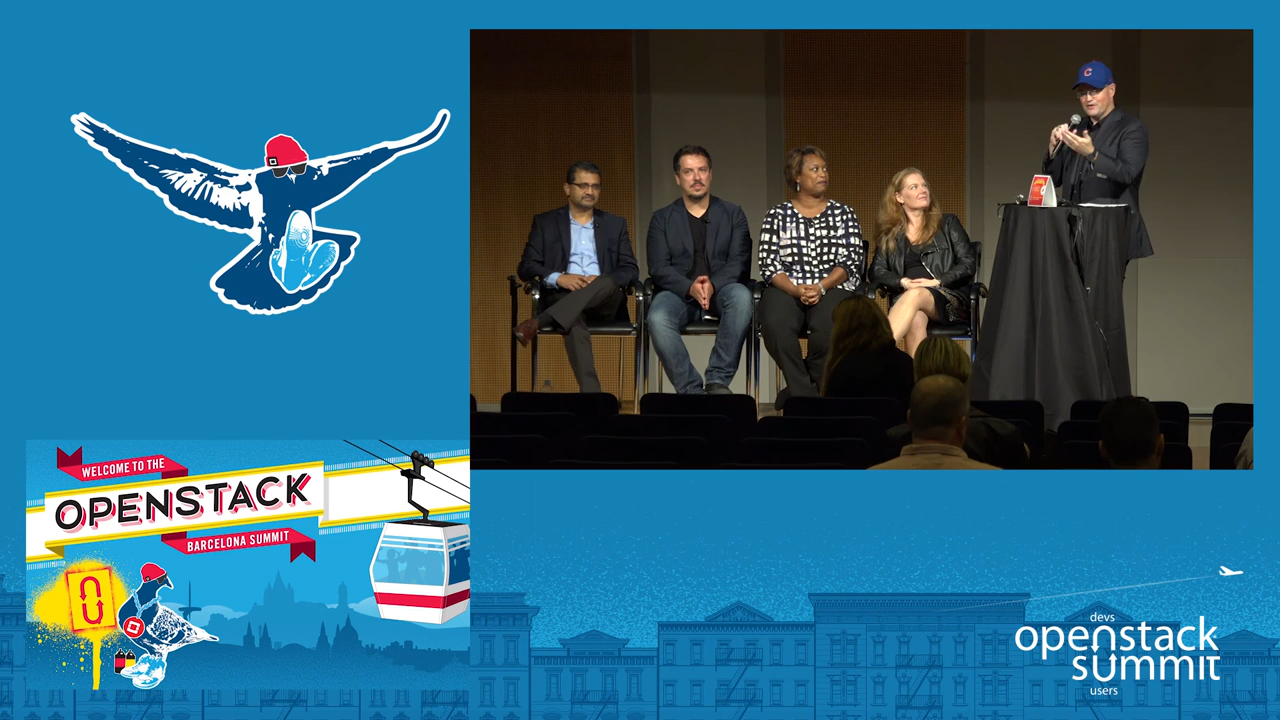 C
WELCOME TO THE
OPENSTACK
BARCELONA SUMMIT
devs
openstack
summit
users